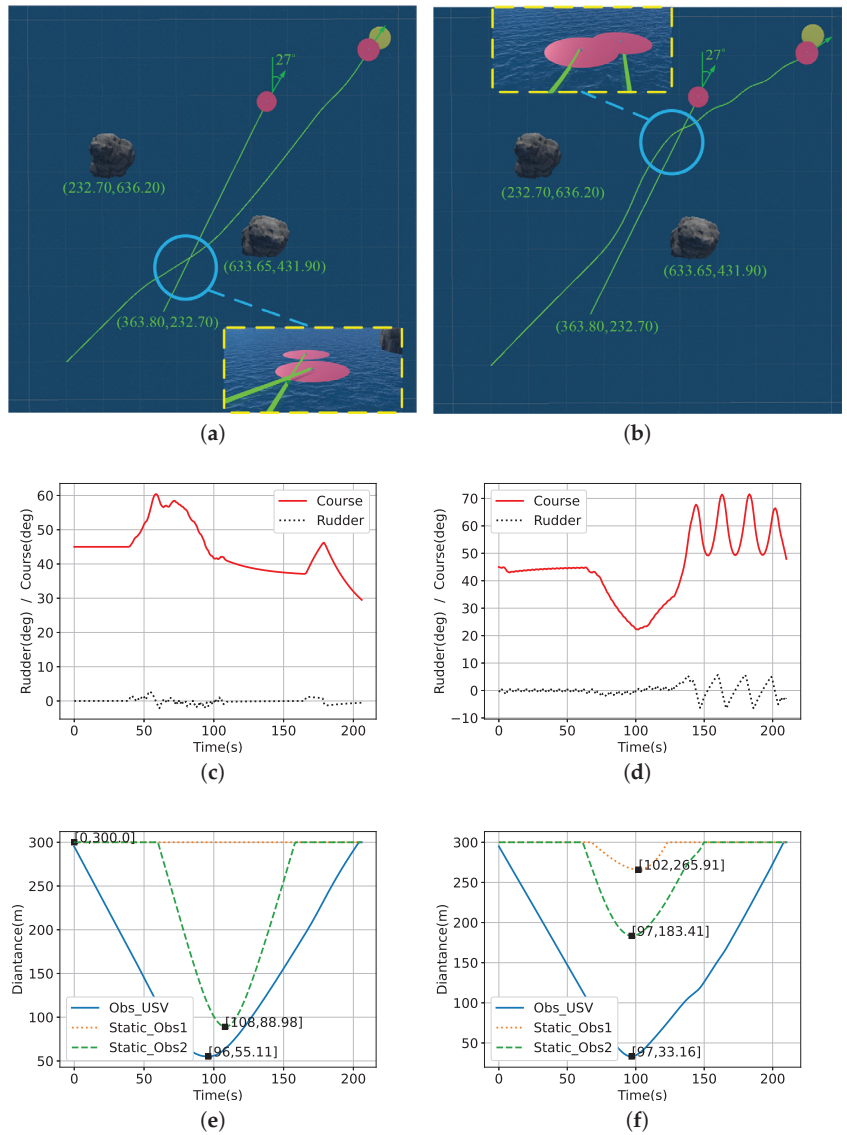 27°
(232.70,636.20)
(633.65,431.90)
(363.80,232.70)
(a)
27°
(232.70,636.20)
(633.65,431.90)
(363.80,232.70)
(b)
Rudder(deg) / Course(deg)
60
50
40
30
20
10
0
0 50 100 150 200
Time(s)
Course
Rudder
(c)
Rudder(deg) / Course(deg)
70
60
50
40
30
20
10
0
−10
0 50 100 150 200
Time(s)
Course
Rudder
(d)
Diantance(m)
300
250
200
150
100
50
0 50 100 150 200
Time(s)
[0,300.0]
[108,88.98]
[96,55.11]
Obs_USV
Static_Obs1
Static_Obs2
(e)
Diantance(m)
300
250
200
150
100
50
0 50 100 150 200
Time(s)
[102,265.91]
[97,183.41]
[97,33.16]
Obs_USV
Static_Obs1
Static_Obs2
(f)